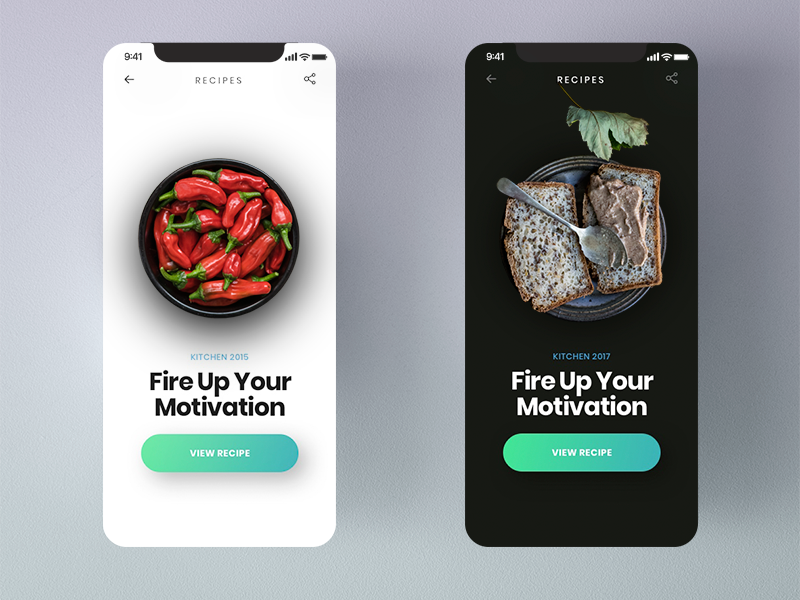 9:41
RECIPES
KITCHEN 2015
Fire Up Your
Motivation
VIEW RECIPE
9:41
RECIPES
KITCHEN 2017
Fire Up Your
Motivation
VIEW RECIPE